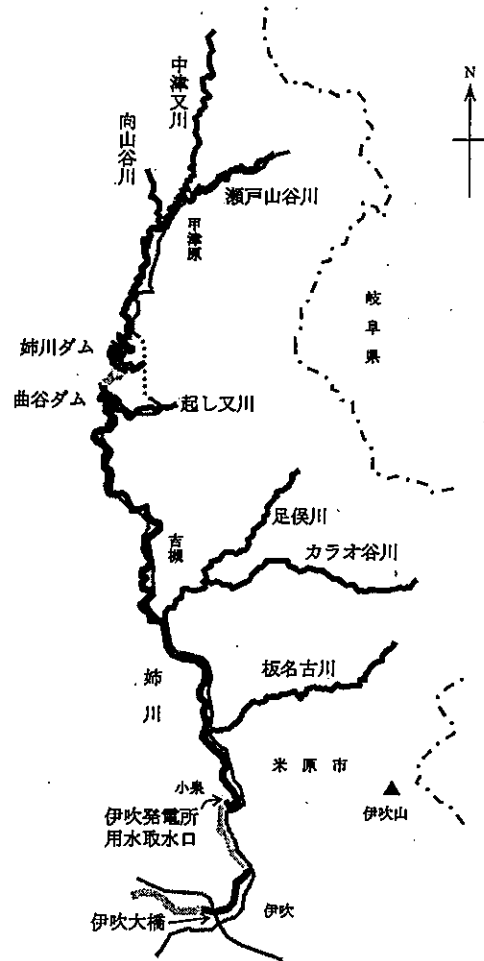 中津又川
N
向山谷川
瀬戸山谷川
甲津原
岐阜県
姉川ダム
曲谷ダム
起し又川
足俣川
吉槻
カラオ谷川
板名古川
姉川
米原市
小泉
伊吹山
伊吹発電所
用水取水口
伊吹
伊吹大橋